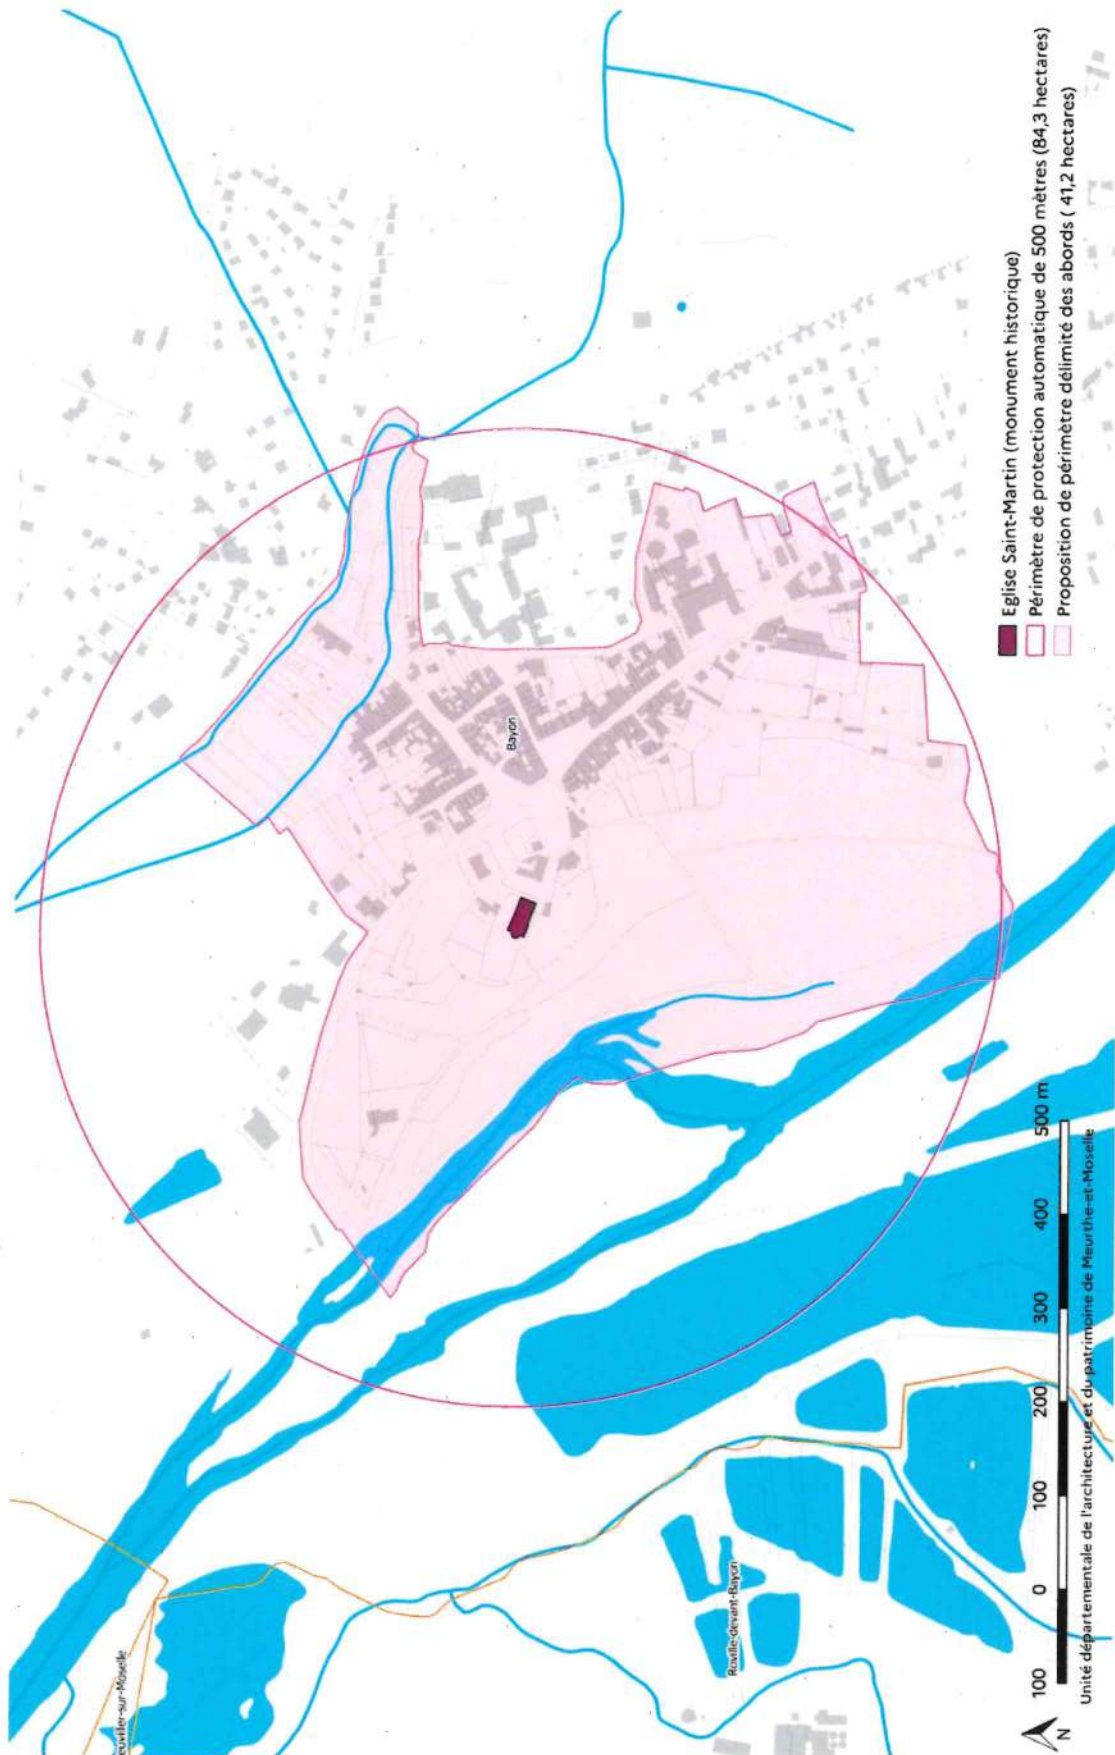 Eglise Saint-Martin (monument historique)
Périmètre de protection automatique de 500 mètres (84,3 hectares)
Proposition de périmètre délimité des abords ( 41,2 hectares)
Bayon
euviller-sur-Moselle
Roville-devant-Bayon
100 0 100 200 300 400 500 m
N
Unité départementale de l'architecture et du patrimoine de Meurthe-et-Moselle